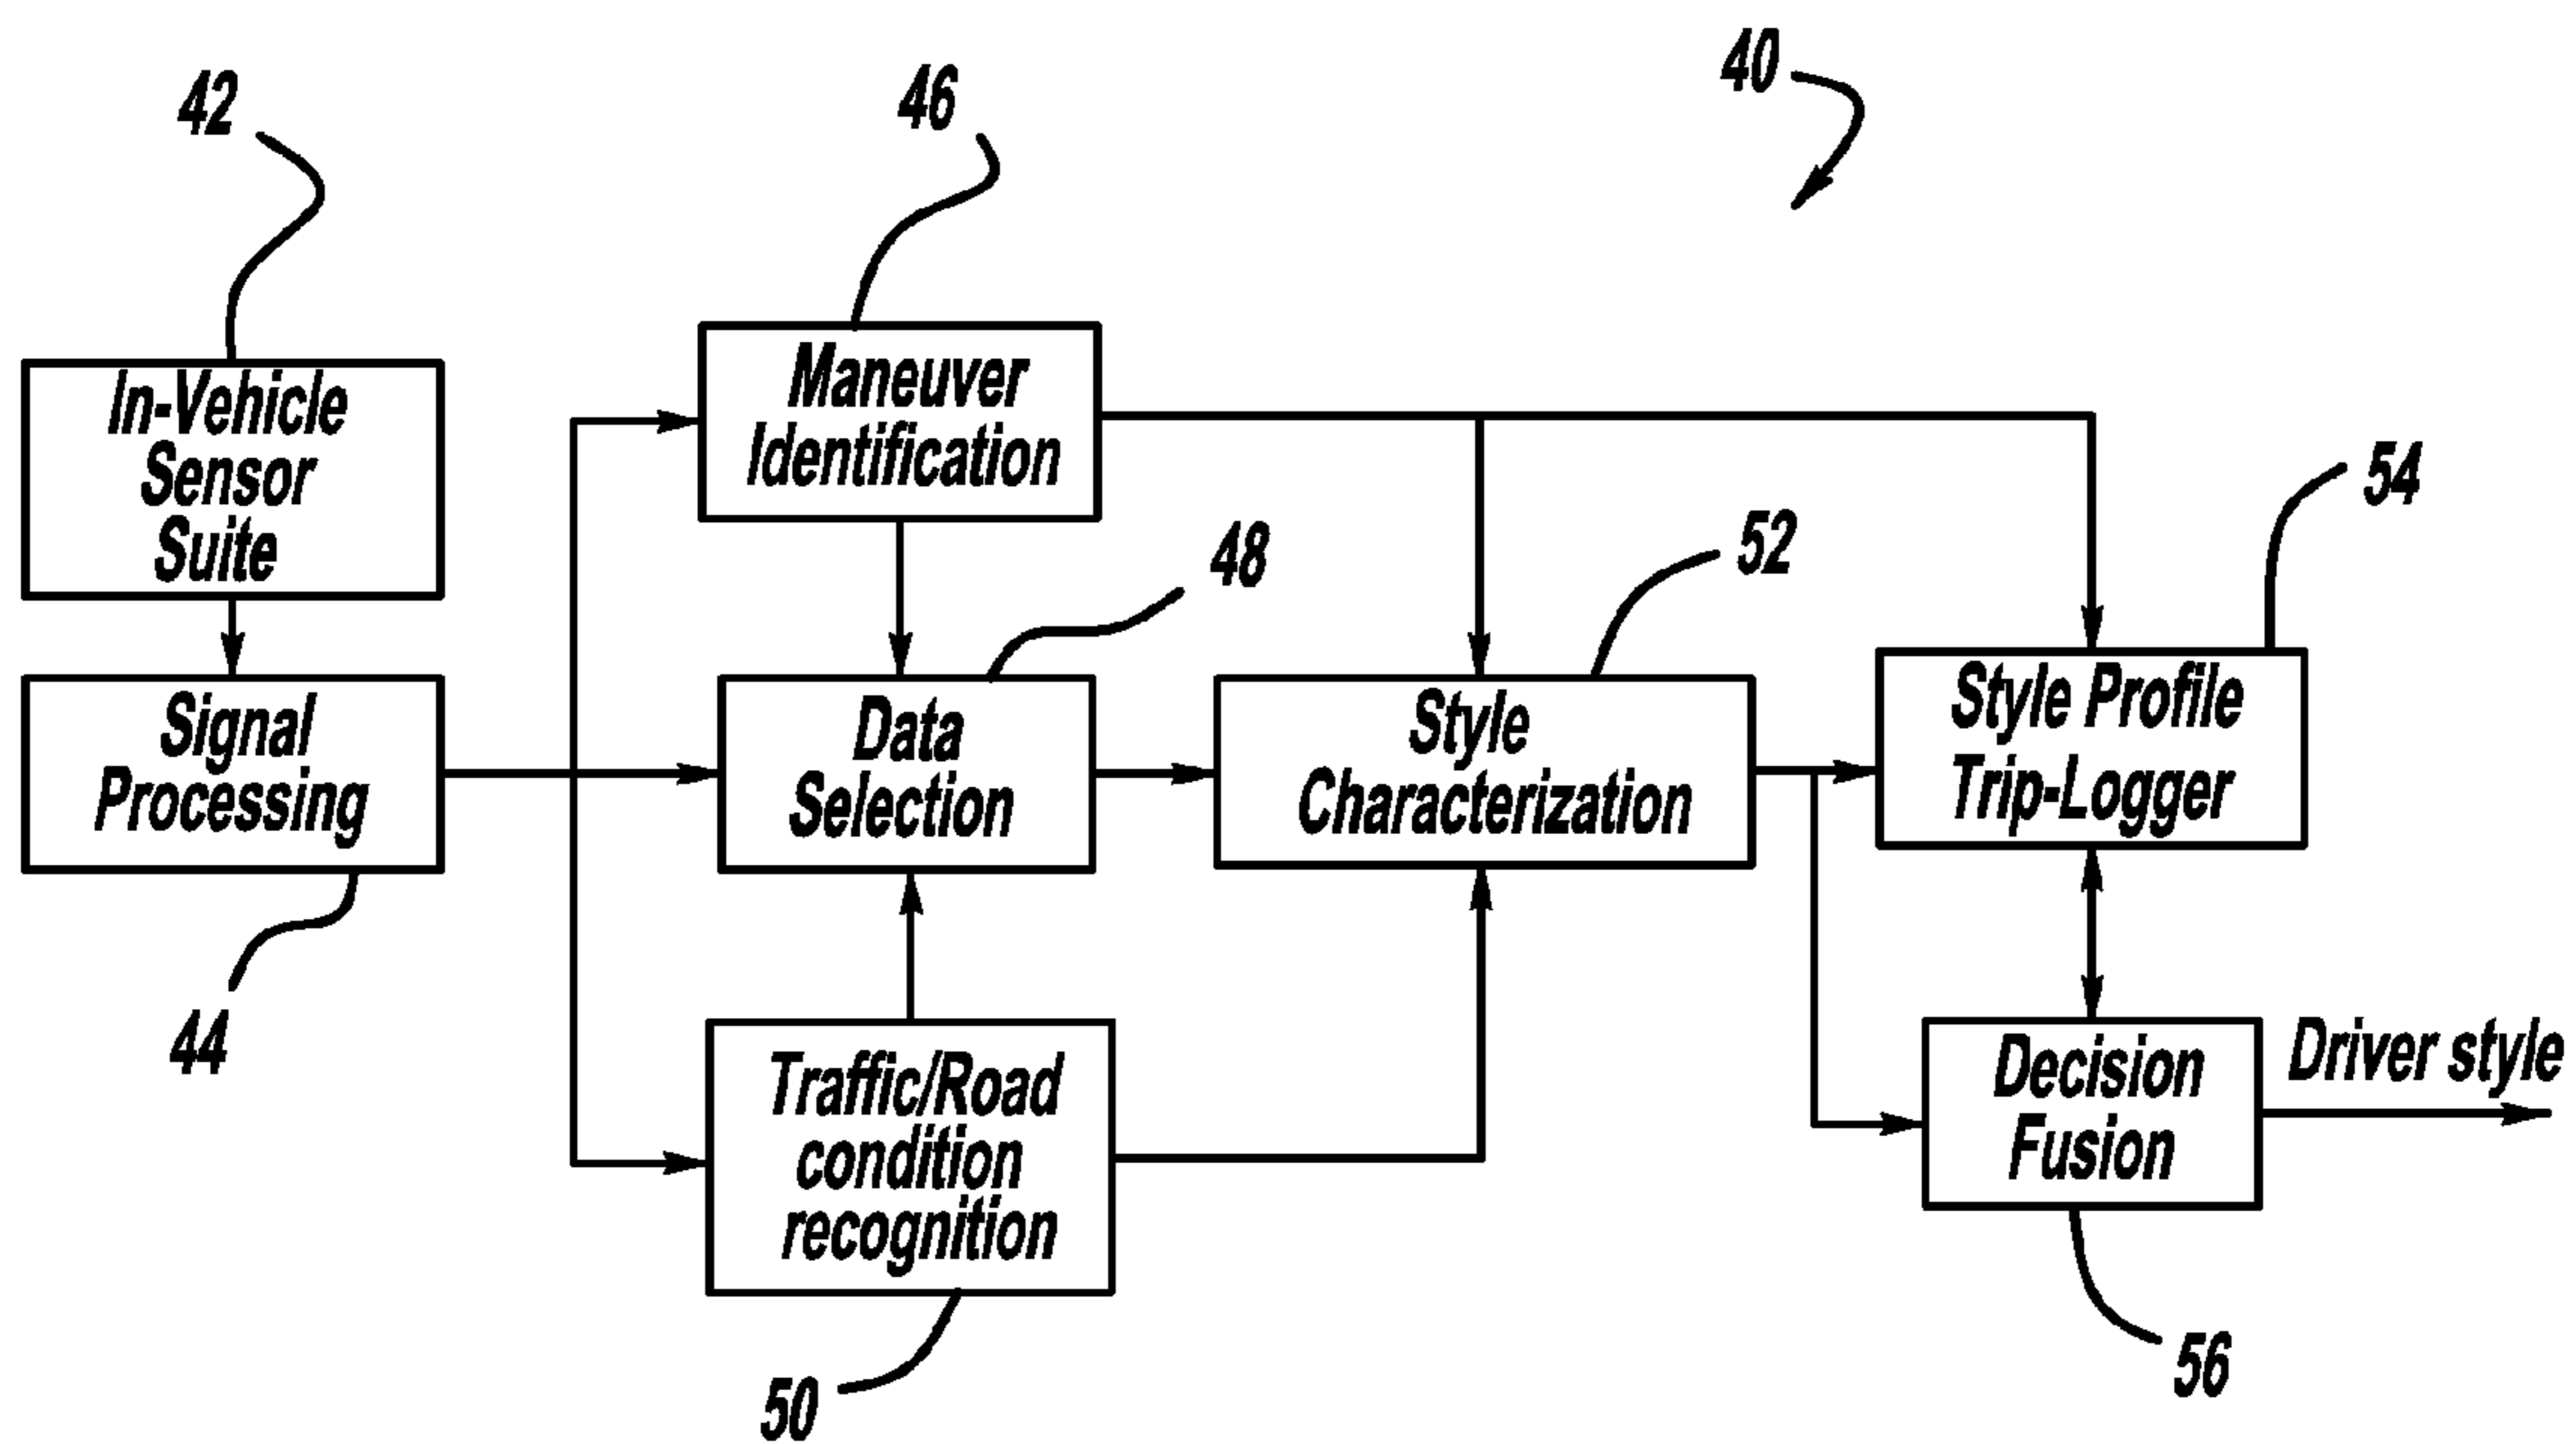 40
42
46
In-Vehicle
Sensor
Suite
Maneuver
Identification
54
48
52
Signal
Processing
Data
Selection
Style
Characterization
Style Profile
Trip-Logger
44
Traffic/Road
condition
recognition
Decision
Fusion
Driver style
50
56